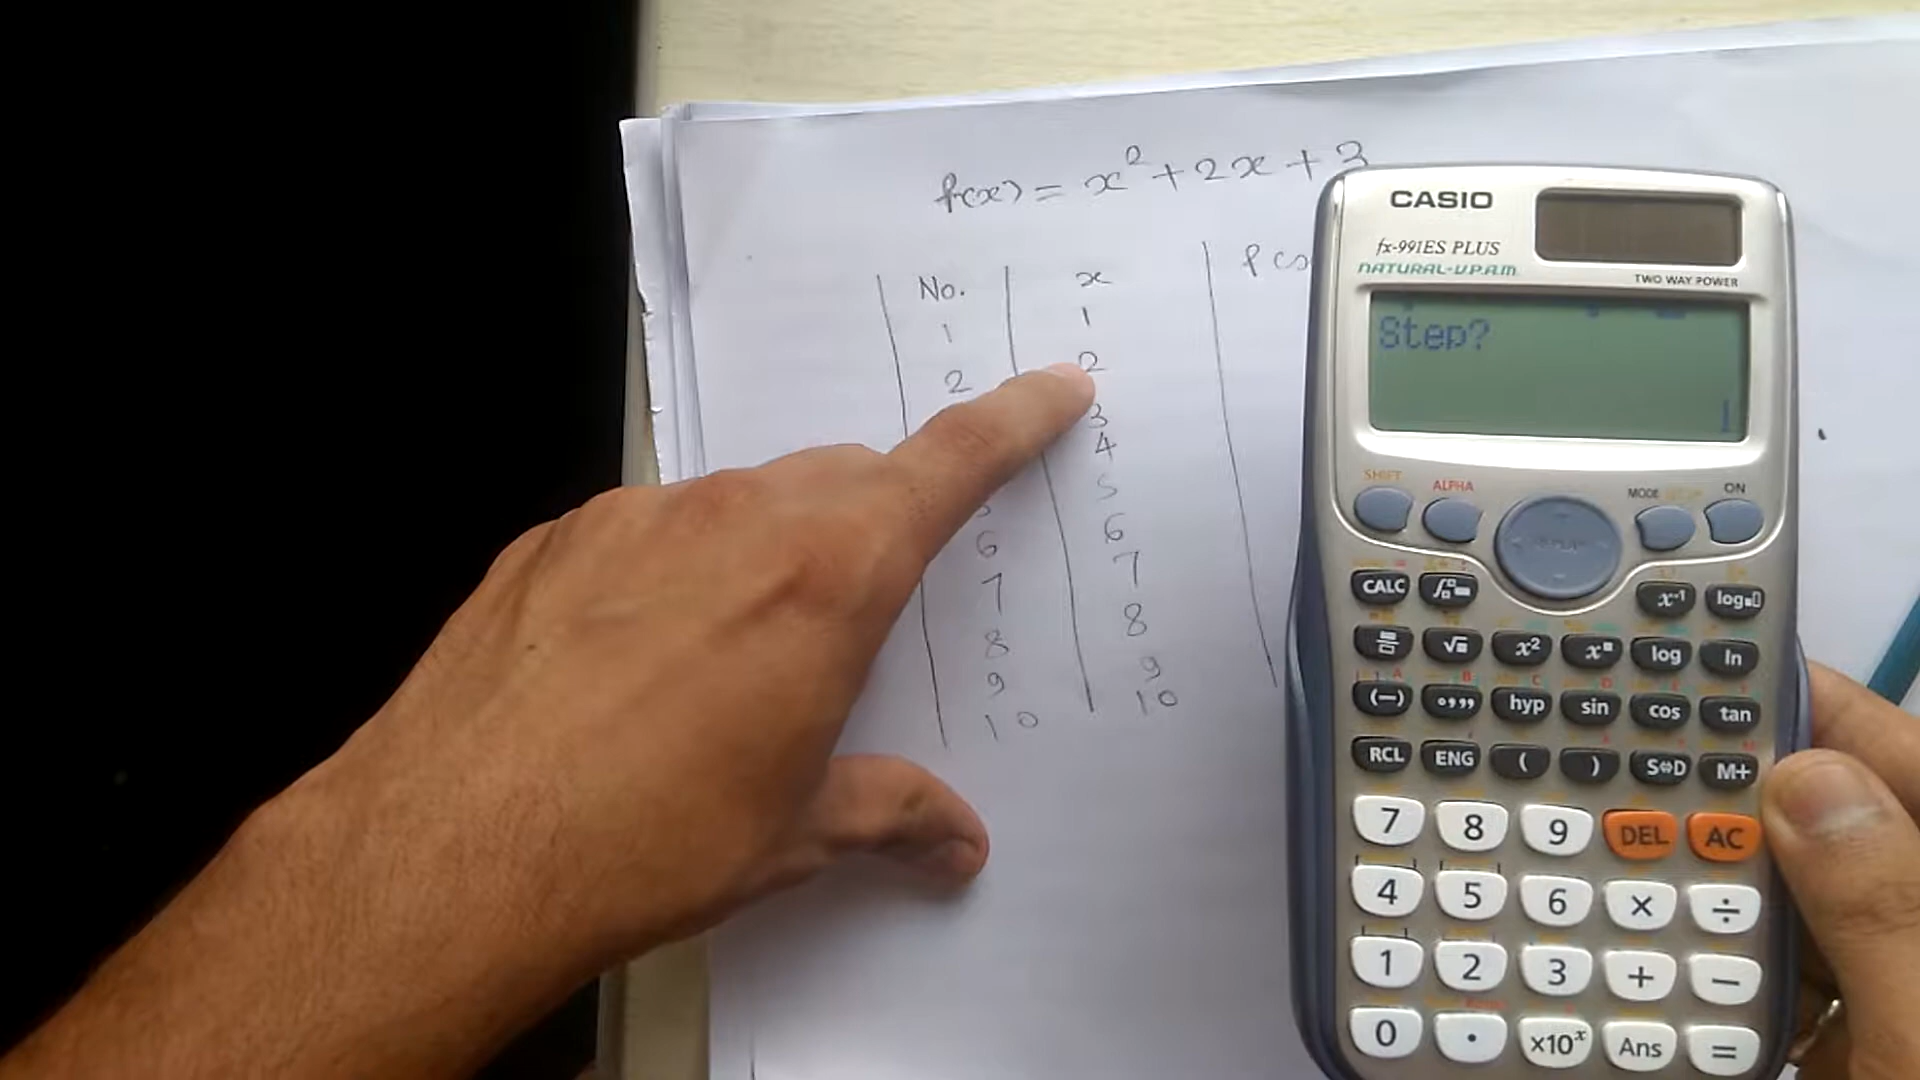 f(x) = x² + 2x + 3
No. x f(x
1 1
2 2
3
4
5 5
6 6
7 7
8 8
9 9
10 10
CASIO
fx-991ES PLUS
NATURAL-V.P.A.M.
TWO WAY POWER
Step?
1
SHIFT ALPHA MODE ON
CALC x⁻¹ log
√ x² x log ln
(−) hyp sin cos tan
RCL ENG ( ) S⇔D M+
7 8 9 DEL AC
4 5 6 × ÷
1 2 3 + −
0 . ×10ˣ Ans =